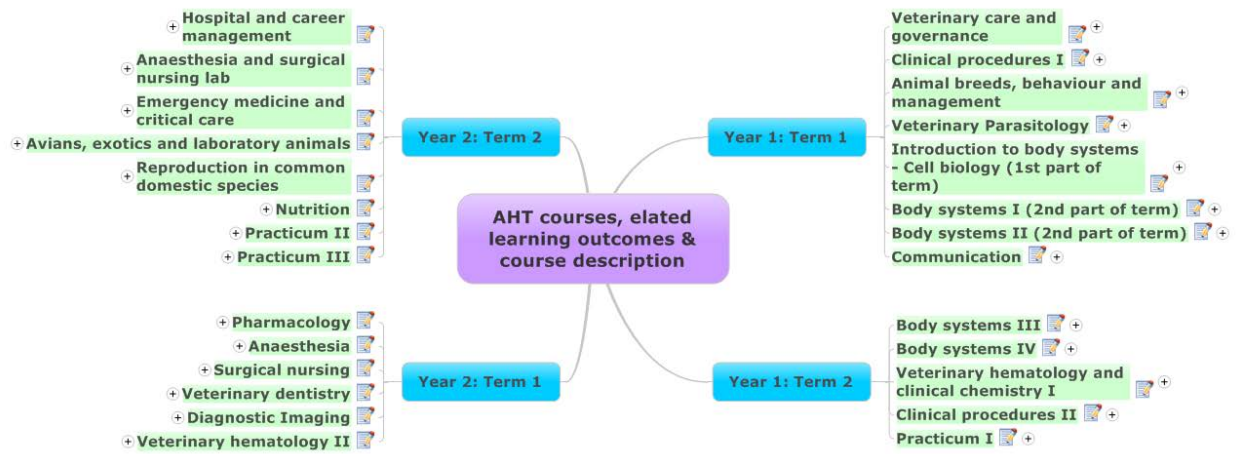 AHT courses, elated
learning outcomes &
course description
Year 1: Term 1
Veterinary care and
governance
Clinical procedures I
Animal breeds, behaviour and
management
Veterinary Parasitology
Introduction to body systems
- Cell biology (1st part of
term)
Body systems I (2nd part of term)
Body systems II (2nd part of term)
Communication
Year 1: Term 2
Body systems III
Body systems IV
Veterinary hematology and
clinical chemistry I
Clinical procedures II
Practicum I
Year 2: Term 1
Pharmacology
Anaesthesia
Surgical nursing
Veterinary dentistry
Diagnostic Imaging
Veterinary hematology II
Year 2: Term 2
Hospital and career
management
Anaesthesia and surgical
nursing lab
Emergency medicine and
critical care
Avians, exotics and laboratory animals
Reproduction in common
domestic species
Nutrition
Practicum II
Practicum III